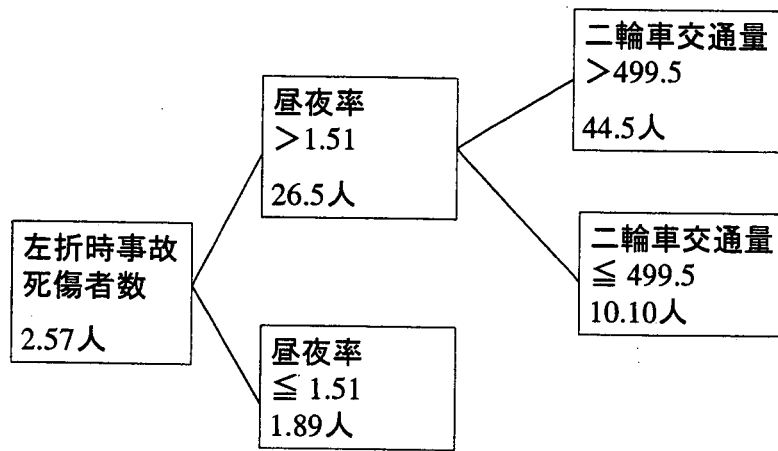 左折時事故
死傷者数
2.57人
昼夜率
＞1.51
26.5人
昼夜率
≦ 1.51
1.89人
二輪車交通量
＞499.5
44.5人
二輪車交通量
≦ 499.5
10.10人